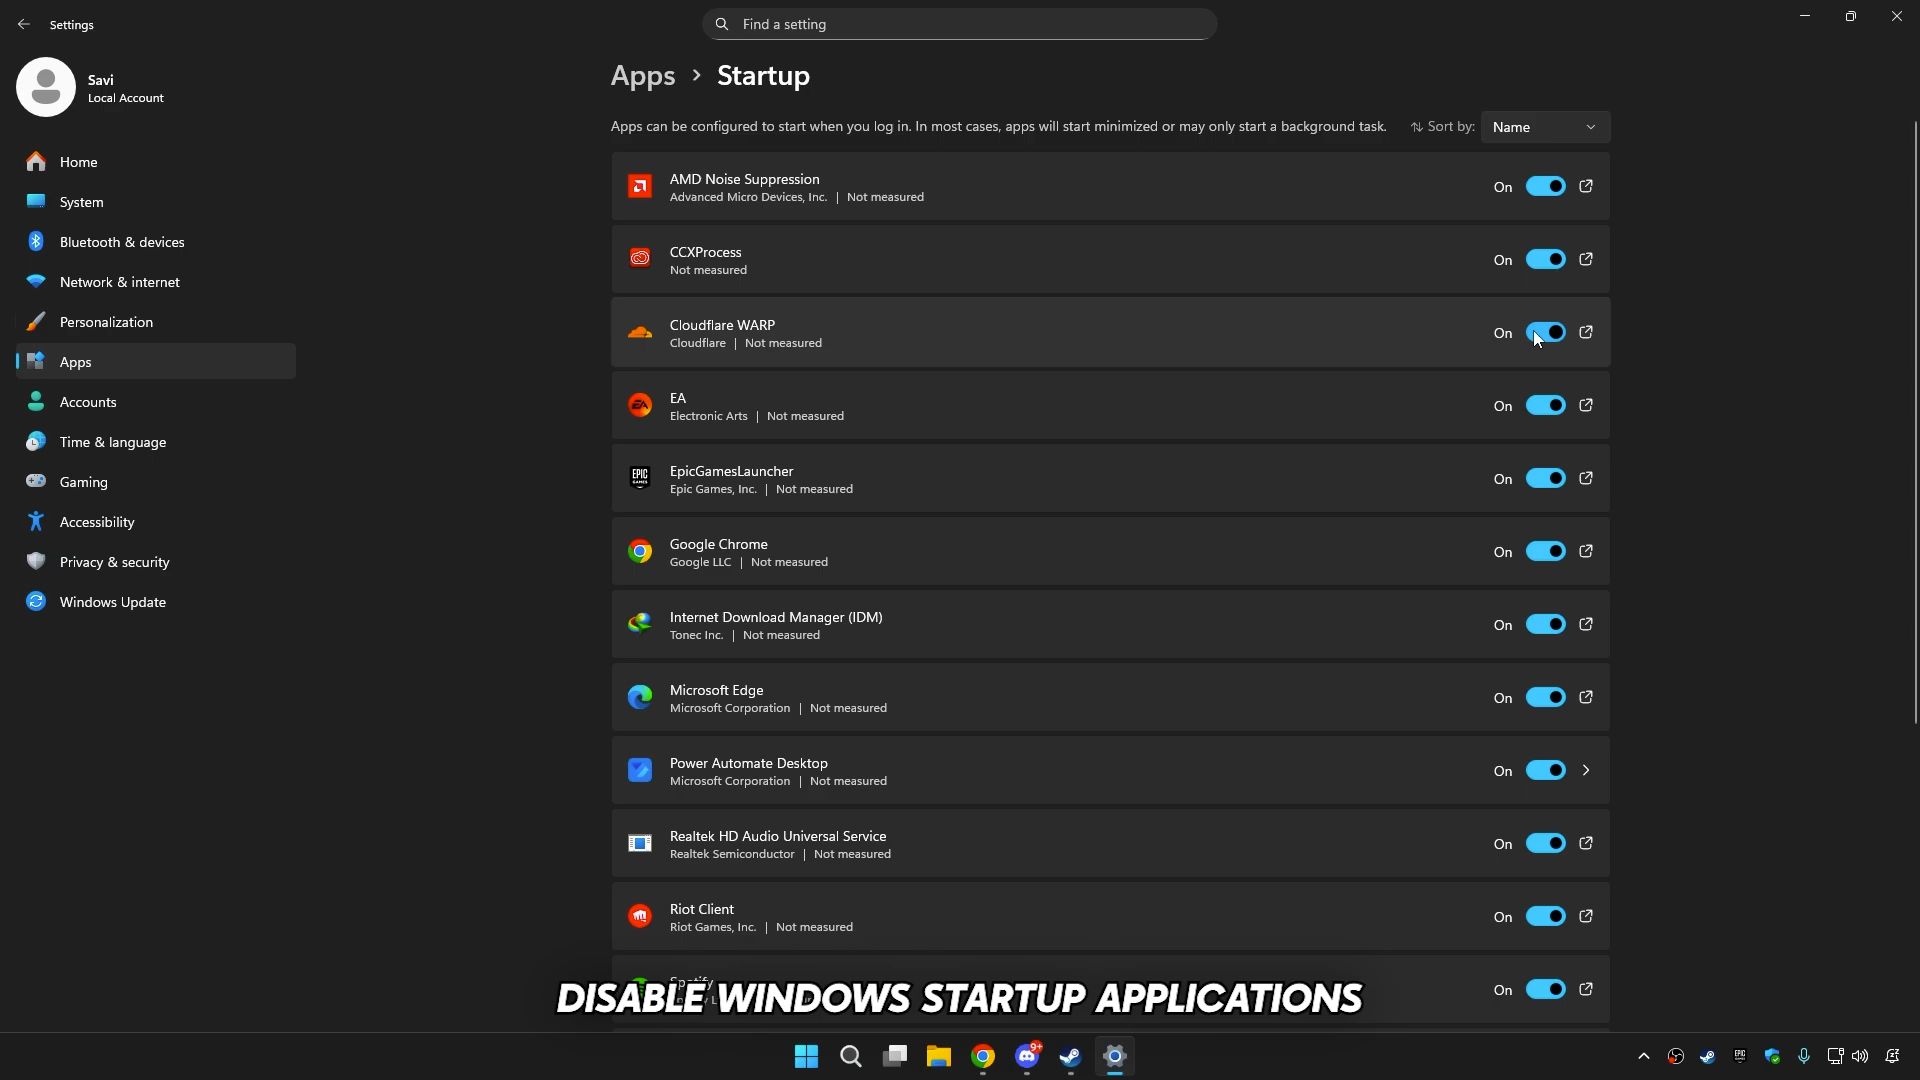 Settings
Find a setting
Savi
Local Account
Home
System
Bluetooth & devices
Network & internet
Personalization
Apps
Accounts
Time & language
Gaming
Accessibility
Privacy & security
Windows Update
Apps > Startup
Apps can be configured to start when you log in. In most cases, apps will start minimized or may only start a background task.
Sort by: Name
AMD Noise Suppression
Advanced Micro Devices, Inc. | Not measured
On
CCXProcess
Not measured
On
Cloudflare WARP
Cloudflare | Not measured
On
EA
Electronic Arts | Not measured
On
EPIC GAMES
EpicGamesLauncher
Epic Games, Inc. | Not measured
On
Google Chrome
Google LLC | Not measured
On
Internet Download Manager (IDM)
Tonec Inc. | Not measured
On
Microsoft Edge
Microsoft Corporation | Not measured
On
Power Automate Desktop
Microsoft Corporation | Not measured
On
Realtek HD Audio Universal Service
Realtek Semiconductor | Not measured
On
Riot Client
Riot Games, Inc. | Not measured
On
Spotify
On
DISABLE WINDOWS STARTUP APPLICATIONS
9+